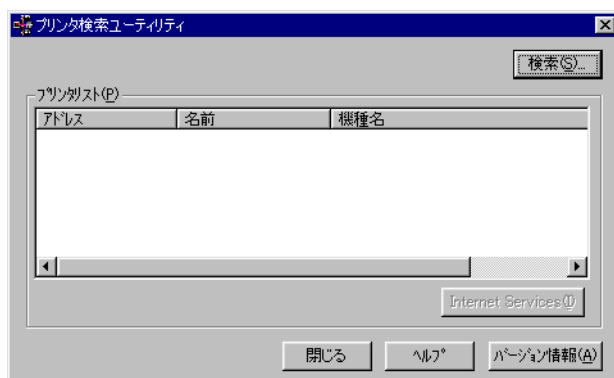 プリンタ検索ユーティリティ
検索(S)...
プリンタリスト(P)
アドレス 名前 機種名
Internet Services(I)
閉じる ヘルプ バージョン情報(A)